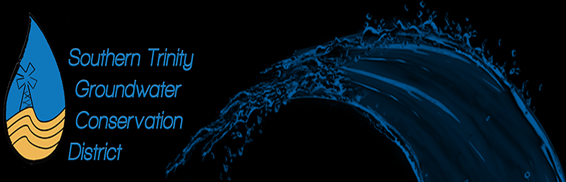 Southern Trinity
Groundwater
Conservation
District